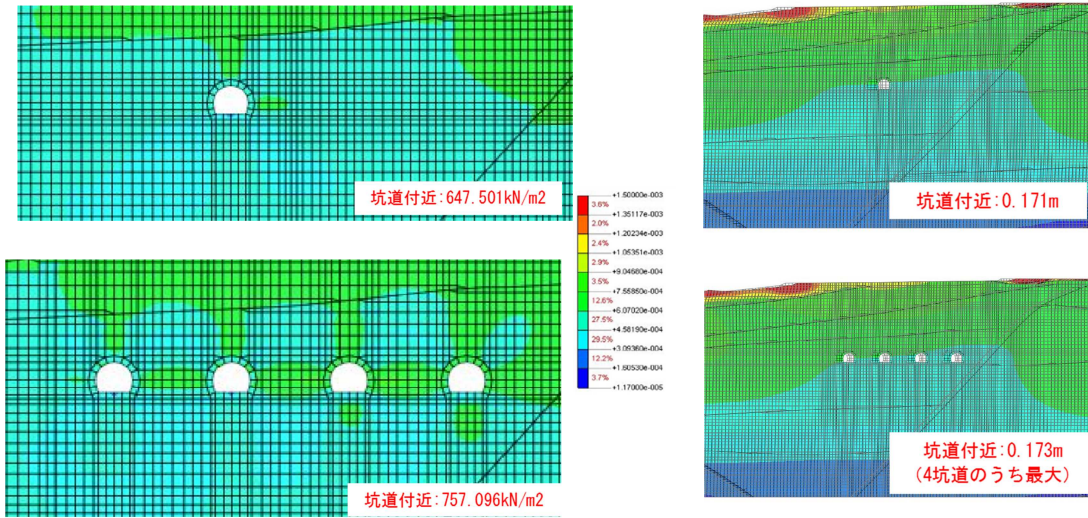 坑道付近:647.501kN/m2
坑道付近:0.171m
+1.50000e-003
3.8%
+1.35117e-003
2.0%
+1.20234e-003
2.4%
+1.05351e-003
2.9%
+9.04680e-004
3.5%
+7.55850e-004
12.6%
+6.07020e-004
27.5%
+4.58190e-004
29.5%
+3.09360e-004
12.2%
+1.60530e-004
3.7%
+1.17000e-005
坑道付近:757.096kN/m2
坑道付近:0.173m
(4坑道のうち最大)